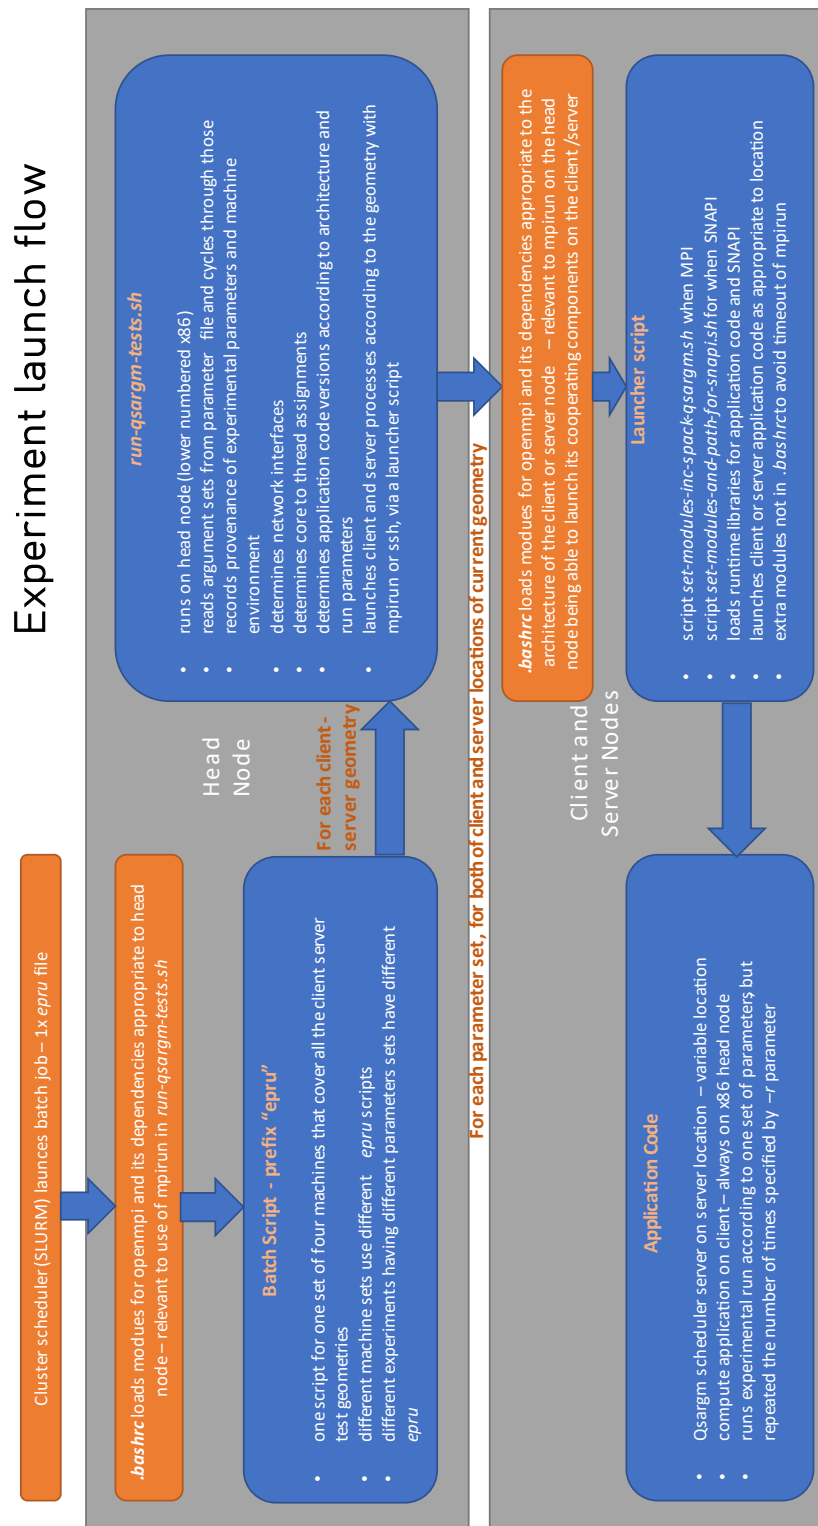 Experiment launch flow
Cluster scheduler (SLURM) launces batch job – 1x epru file
.bashrc loads modues for openmpi and its dependencies appropriate to head
node – relevant to use of mpirun in run-qsargm-tests.sh
Batch Script - prefix “epru”
• one script for one set of four machines that cover all the client server
test geometries
• different machine sets use different epru scripts
• different experiments having different parameters sets have different
epru
For each client -
server geometry
Head
Node
run-qsargm-tests.sh
• runs on head node (lower numbered x86)
• reads argument sets from parameter file and cycles through those
• records provenance of experimental parameters and machine
environment
• determines network interfaces
• determines core to thread assignments
• determines application code versions according to architecture and
run parameters
• launches client and server processes according to the geometry with
mpirun or ssh, via a launcher script
For each parameter set, for both of client and server locations of current geometry
.bashrc loads modues for openmpi and its dependencies appropriate to the
architecture of the client or server node – relevant to mpirun on the head
node being able to launch its cooperating components on the client/server
Client and
Server Nodes
Launcher script
• script set-modules-inc-spack-qsargm.sh when MPI
• script set-modules-and-path-for-snapi.sh for when SNAPI
• loads runtime libraries for application code and SNAPI
• launches client or server application code as appropriate to location
• extra modules not in .bashrc to avoid timeout of mpirun
Application Code
• Qsargm scheduler server on server location – variable location
• compute application on client – always on x86 head node
• runs experimental run according to one set of parameters, but
repeated the number of times specified by –r parameter